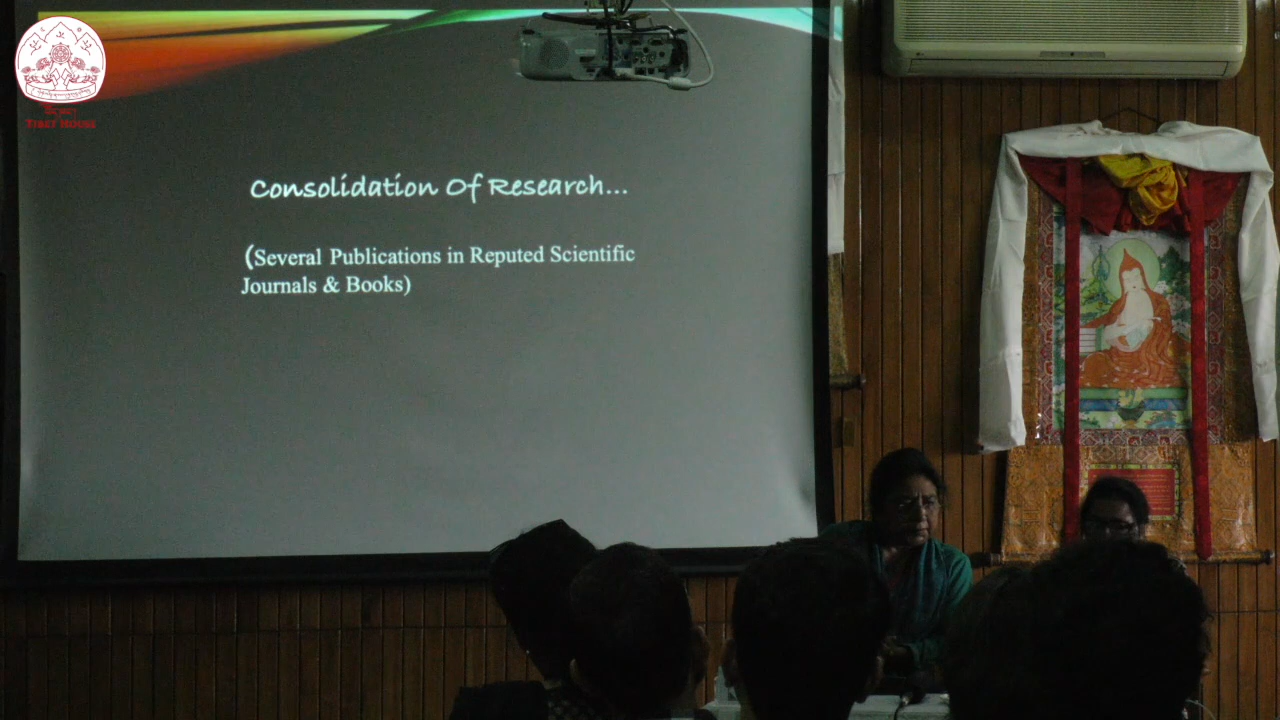 TIBET HOUSE
Consolidation Of Research...
(Several Publications in Reputed Scientific
Journals & Books)